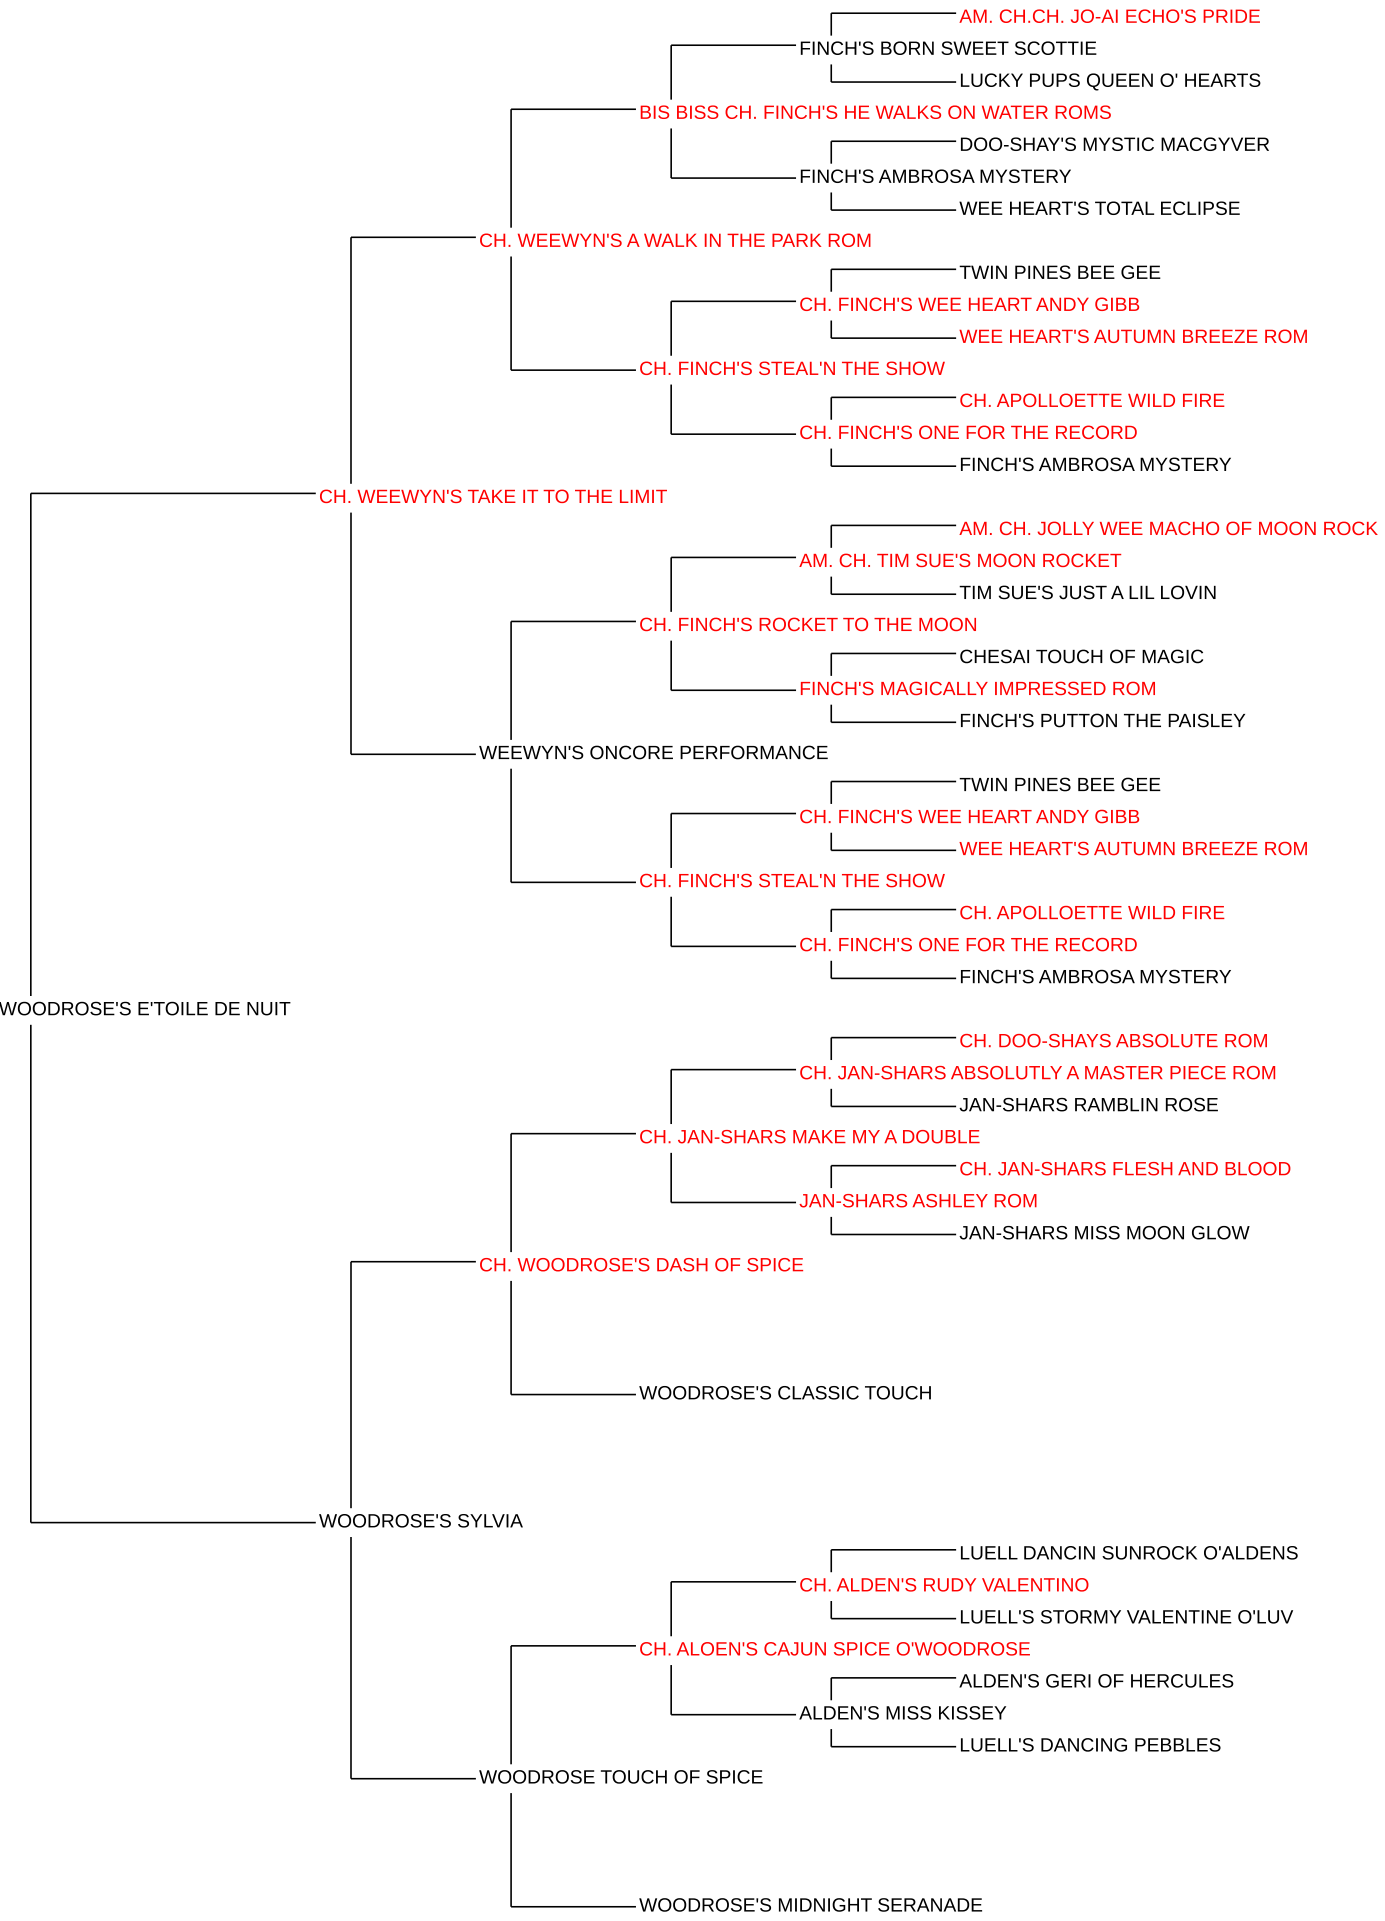 AM. CH.CH. JO-AI ECHO'S PRIDE
FINCH'S BORN SWEET SCOTTIE
LUCKY PUPS QUEEN O' HEARTS
BIS BISS CH. FINCH'S HE WALKS ON WATER ROMS
DOO-SHAY'S MYSTIC MACGYVER
FINCH'S AMBROSA MYSTERY
WEE HEART'S TOTAL ECLIPSE
CH. WEEWYN'S A WALK IN THE PARK ROM
TWIN PINES BEE GEE
CH. FINCH'S WEE HEART ANDY GIBB
WEE HEART'S AUTUMN BREEZE ROM
CH. FINCH'S STEAL'N THE SHOW
CH. APOLLOETTE WILD FIRE
CH. FINCH'S ONE FOR THE RECORD
FINCH'S AMBROSA MYSTERY
CH. WEEWYN'S TAKE IT TO THE LIMIT
AM. CH. JOLLY WEE MACHO OF MOON ROCK
AM. CH. TIM SUE'S MOON ROCKET
TIM SUE'S JUST A LIL LOVIN
CH. FINCH'S ROCKET TO THE MOON
CHESAI TOUCH OF MAGIC
FINCH'S MAGICALLY IMPRESSED ROM
FINCH'S PUTTON THE PAISLEY
WEEWYN'S ONCORE PERFORMANCE
TWIN PINES BEE GEE
CH. FINCH'S WEE HEART ANDY GIBB
WEE HEART'S AUTUMN BREEZE ROM
CH. FINCH'S STEAL'N THE SHOW
CH. APOLLOETTE WILD FIRE
CH. FINCH'S ONE FOR THE RECORD
FINCH'S AMBROSA MYSTERY
WOODROSE'S E'TOILE DE NUIT
CH. DOO-SHAYS ABSOLUTE ROM
CH. JAN-SHARS ABSOLUTLY A MASTER PIECE ROM
JAN-SHARS RAMBLIN ROSE
CH. JAN-SHARS MAKE MY A DOUBLE
CH. JAN-SHARS FLESH AND BLOOD
JAN-SHARS ASHLEY ROM
JAN-SHARS MISS MOON GLOW
CH. WOODROSE'S DASH OF SPICE
WOODROSE'S CLASSIC TOUCH
WOODROSE'S SYLVIA
LUELL DANCIN SUNROCK O'ALDENS
CH. ALDEN'S RUDY VALENTINO
LUELL'S STORMY VALENTINE O'LUV
CH. ALOEN'S CAJUN SPICE O'WOODROSE
ALDEN'S GERI OF HERCULES
ALDEN'S MISS KISSEY
LUELL'S DANCING PEBBLES
WOODROSE TOUCH OF SPICE
WOODROSE'S MIDNIGHT SERANADE